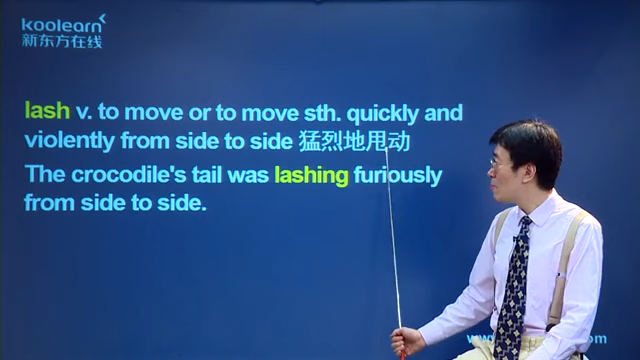 koolearn
新东方在线
lash v. to move or to move sth. quickly and
violently from side to side 猛烈地甩动
The crocodile's tail was lashing furiously
from side to side.